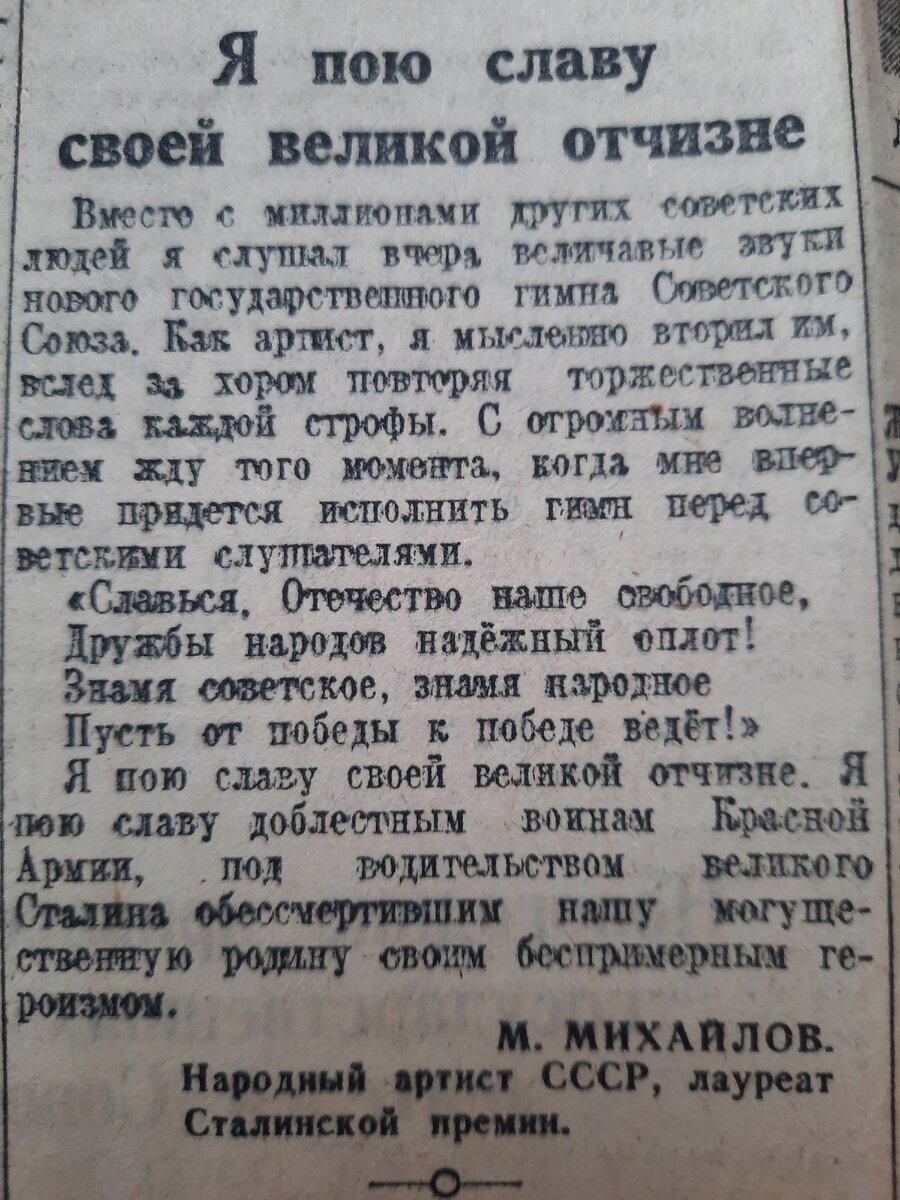 Я пою славу
своей великой отчизне
Вместе с миллионами других советских
людей я слушал вчера величавые звуки
нового государственного гимна Советского
Союза. Как артист, я мысленно вторил им,
вслед за хором повторяя торжественные
слова каждой строфы. С огромным волне-
нием жду того момента, когда мне впер-
вые придется исполнить гимн перед со-
ветскими слушателями.
«Славься, Отечество наше свободное,
Дружбы народов надёжный оплот!
Знамя советское, знамя народное
Пусть от победы к победе ведёт!»
Я пою славу своей великой отчизне. Я
пою славу доблестным воинам Красной
Армии, под водительством великого
Сталина обессмертившим нашу могуще-
ственную родину своим беспримерным ге-
роизмом.
М. МИХАЙЛОВ.
Народный артист СССР, лауреат
Сталинской премии.